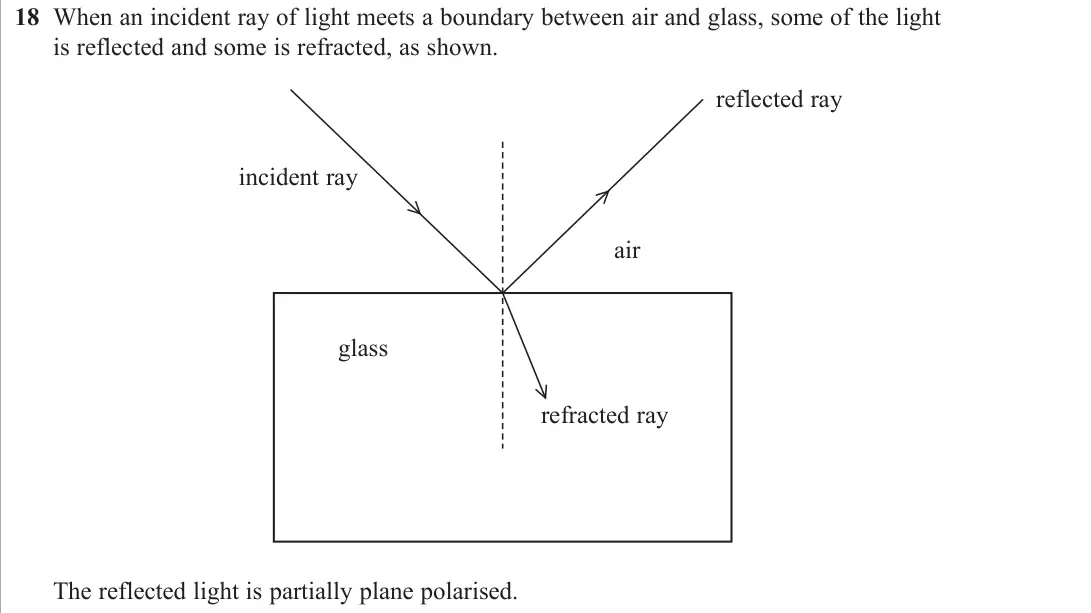 18 When an incident ray of light meets a boundary between air and glass, some of the light
is reflected and some is refracted, as shown.
reflected ray
incident ray
air
glass
refracted ray
The reflected light is partially plane polarised.